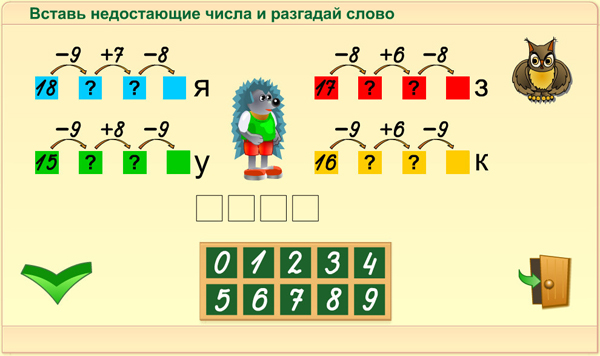 Вставь недостающие числа и разгадай слово
−9 +7 −8
18 ? ? я
−8 +6 −8
17 ? ? з
−9 +8 −9
15 ? ? у
−9 +6 −9
16 ? ? к
0 1 2 3 4
5 6 7 8 9